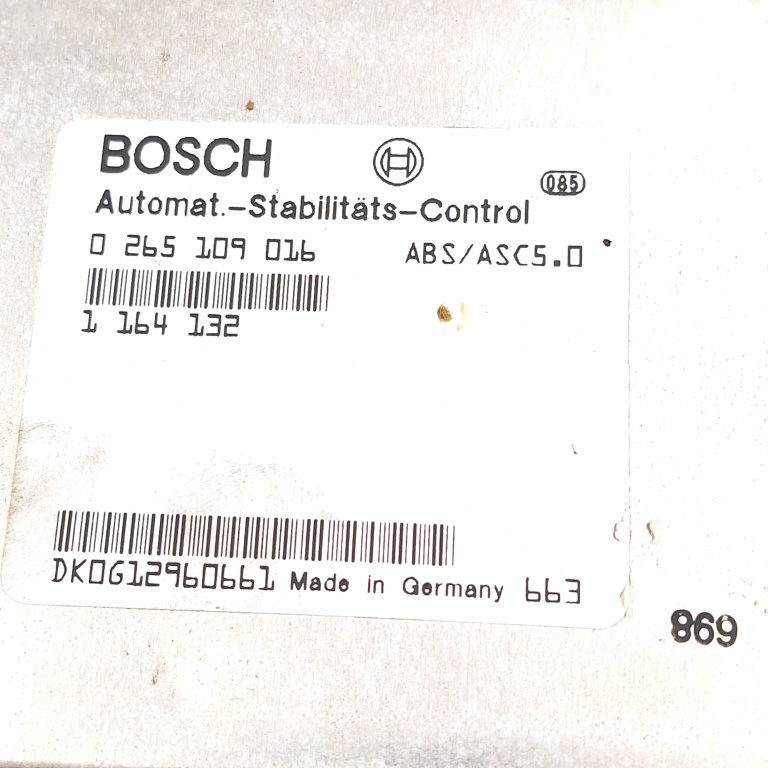 BOSCH
085
Automat.-Stabilitäts-Control
0 265 109 016 ABS/ASC5.0
1 164 132
DK0G12960661 Made in Germany 663
869